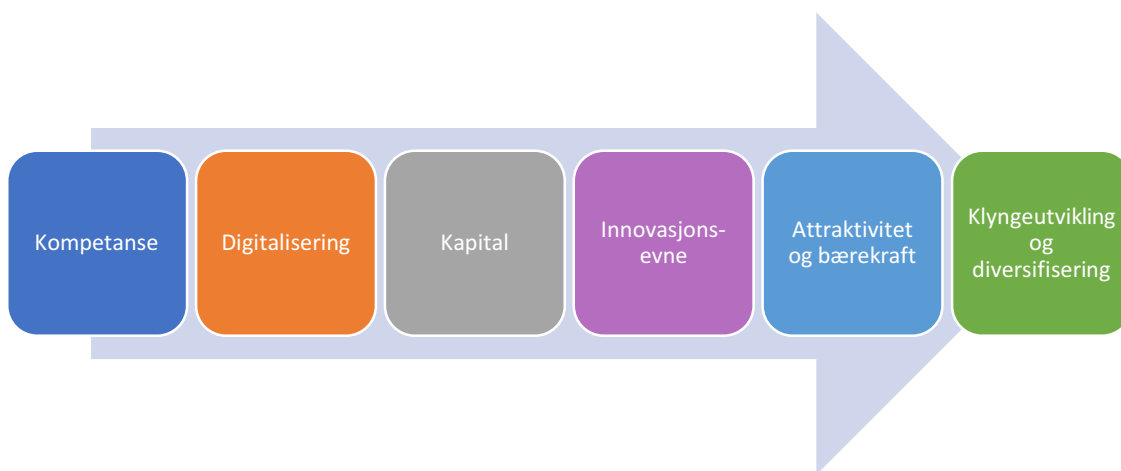 Kompetanse
Digitalisering
Kapital
Innovasjons-
evne
Attraktivitet
og bærekraft
Klyngeutvikling
og
diversifisering